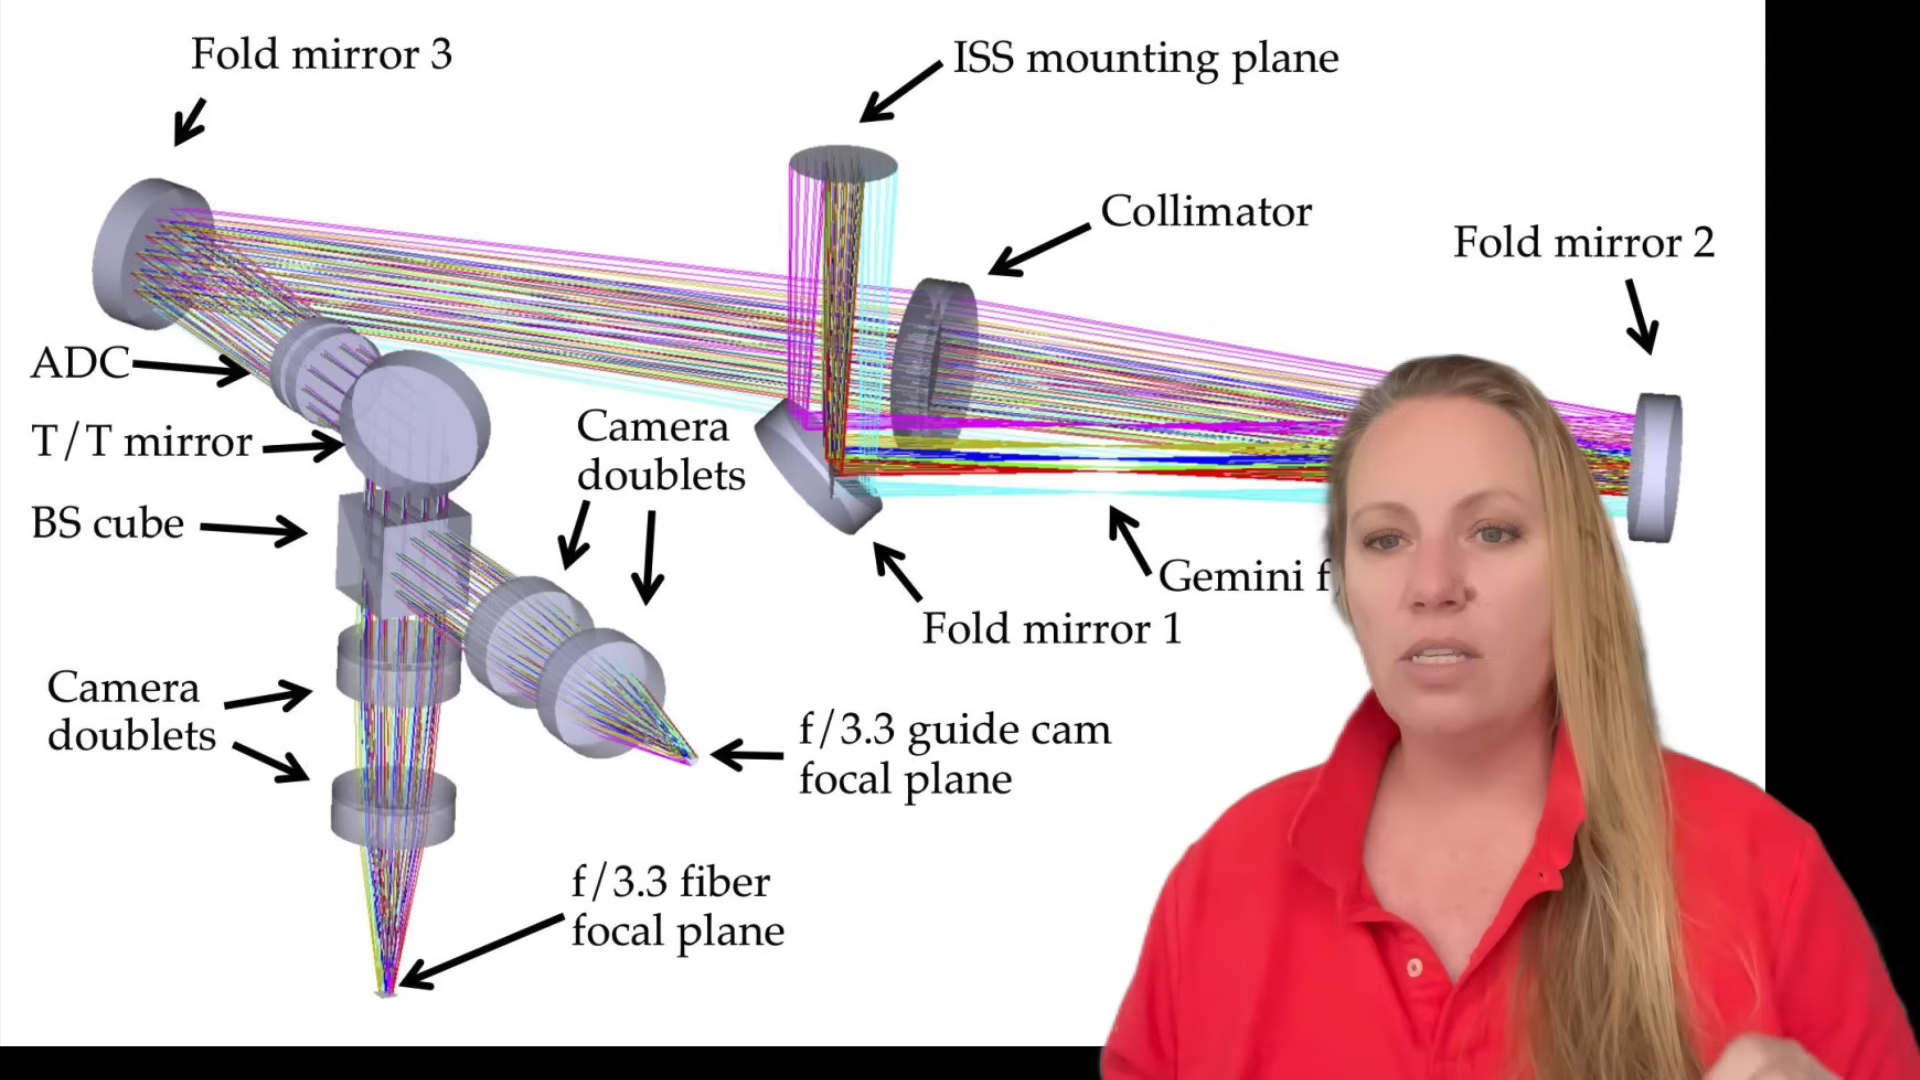 Fold mirror 3
ISS mounting plane
Collimator
Fold mirror 2
ADC
T/T mirror
Camera
doublets
BS cube
Gemini f
Fold mirror 1
Camera
doublets
f/3.3 guide cam
focal plane
f/3.3 fiber
focal plane